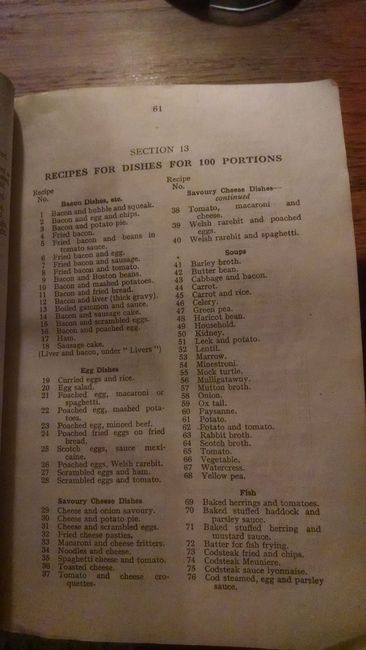 61
SECTION 13
RECIPES FOR DISHES FOR 100 PORTIONS
Recipe
No.
Bacon Dishes, etc.
1 Bacon and bubble and squeak.
2 Bacon and egg and chips.
3 Bacon and potato pie.
4 Fried bacon.
5 Fried bacon and beans in
tomato sauce.
6 Fried bacon and egg.
7 Fried bacon and sausage.
8 Fried bacon and tomato.
9 Bacon and Boston beans.
10 Bacon and mashed potatoes.
11 Bacon and fried bread.
12 Bacon and liver (thick gravy).
13 Boiled gammon and sauce.
14 Bacon and sausage cake.
15 Bacon and scrambled eggs.
16 Bacon and poached egg.
17 Ham.
18 Sausage cake.
(Liver and bacon, under " Livers ")
Egg Dishes
19 Curried eggs and rice.
20 Egg salad.
21 Poached egg, macaroni or
spaghetti.
22 Poached egg, mashed pota-
toes.
23 Poached egg, minced beef.
24 Poached fried eggs on fried
bread.
25 Scotch eggs, sauce mexi-
caine.
26 Poached eggs, Welsh rarebit.
27 Scrambled eggs and ham.
28 Scrambled eggs and tomato.
Savoury Cheese Dishes
29 Cheese and onion savoury.
30 Cheese and potato pie.
31 Cheese and scrambled eggs.
32 Fried cheese pasties.
33 Macaroni and cheese fritters.
34 Noodles and cheese.
35 Spaghetti cheese and tomato.
36 Toasted cheese.
37 Tomato and cheese cro-
quettes.
Recipe
No.
Savoury Cheese Dishes—
continued
38 Tomato, macaroni and
cheese.
39 Welsh rarebit and poached
eggs.
40 Welsh rarebit and spaghetti.
Soups
41 Barley broth.
42 Butter bean.
43 Cabbage and bacon.
44 Carrot.
45 Carrot and rice.
46 Celery.
47 Green pea.
48 Haricot bean.
49 Household.
50 Kidney.
51 Leek and potato.
52 Lentil.
53 Marrow.
54 Minestroni.
55 Mock turtle.
56 Mulligatawny.
57 Mutton broth.
58 Onion.
59 Ox tail.
60 Paysanne.
61 Potato.
62 Potato and tomato.
63 Rabbit broth.
64 Scotch broth.
65 Tomato.
66 Vegetable.
67 Watercress.
68 Yellow pea.
Fish
69 Baked herrings and tomatoes.
70 Baked stuffed haddock and
parsley sauce.
71 Baked stuffed herring and
mustard sauce.
72 Batter for fish frying.
73 Codsteak fried and chips.
74 Codsteak Meuniere.
75 Codsteak sauce lyonnaise.
76 Cod steamed, egg and parsley
sauce.